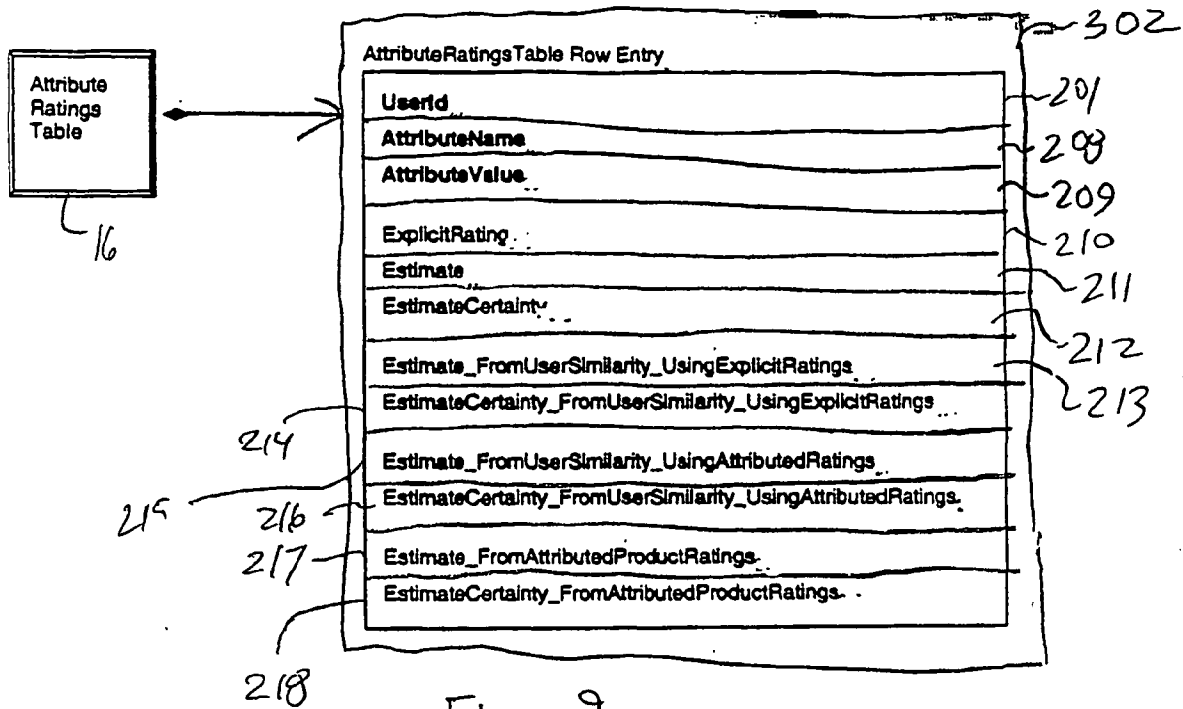 302
AttributeRatingsTable Row Entry
Attribute
Ratings
Table
16
UserId
201
AttributeName
208
AttributeValue
209
ExplicitRating
210
Estimate
211
EstimateCertainty
212
Estimate_FromUserSimilarity_UsingExplicitRatings
213
EstimateCertainty_FromUserSimilarity_UsingExplicitRatings
214
Estimate_FromUserSimilarity_UsingAttributedRatings
215
EstimateCertainty_FromUserSimilarity_UsingAttributedRatings
216
Estimate_FromAttributedProductRatings
217
EstimateCertainty_FromAttributedProductRatings
218